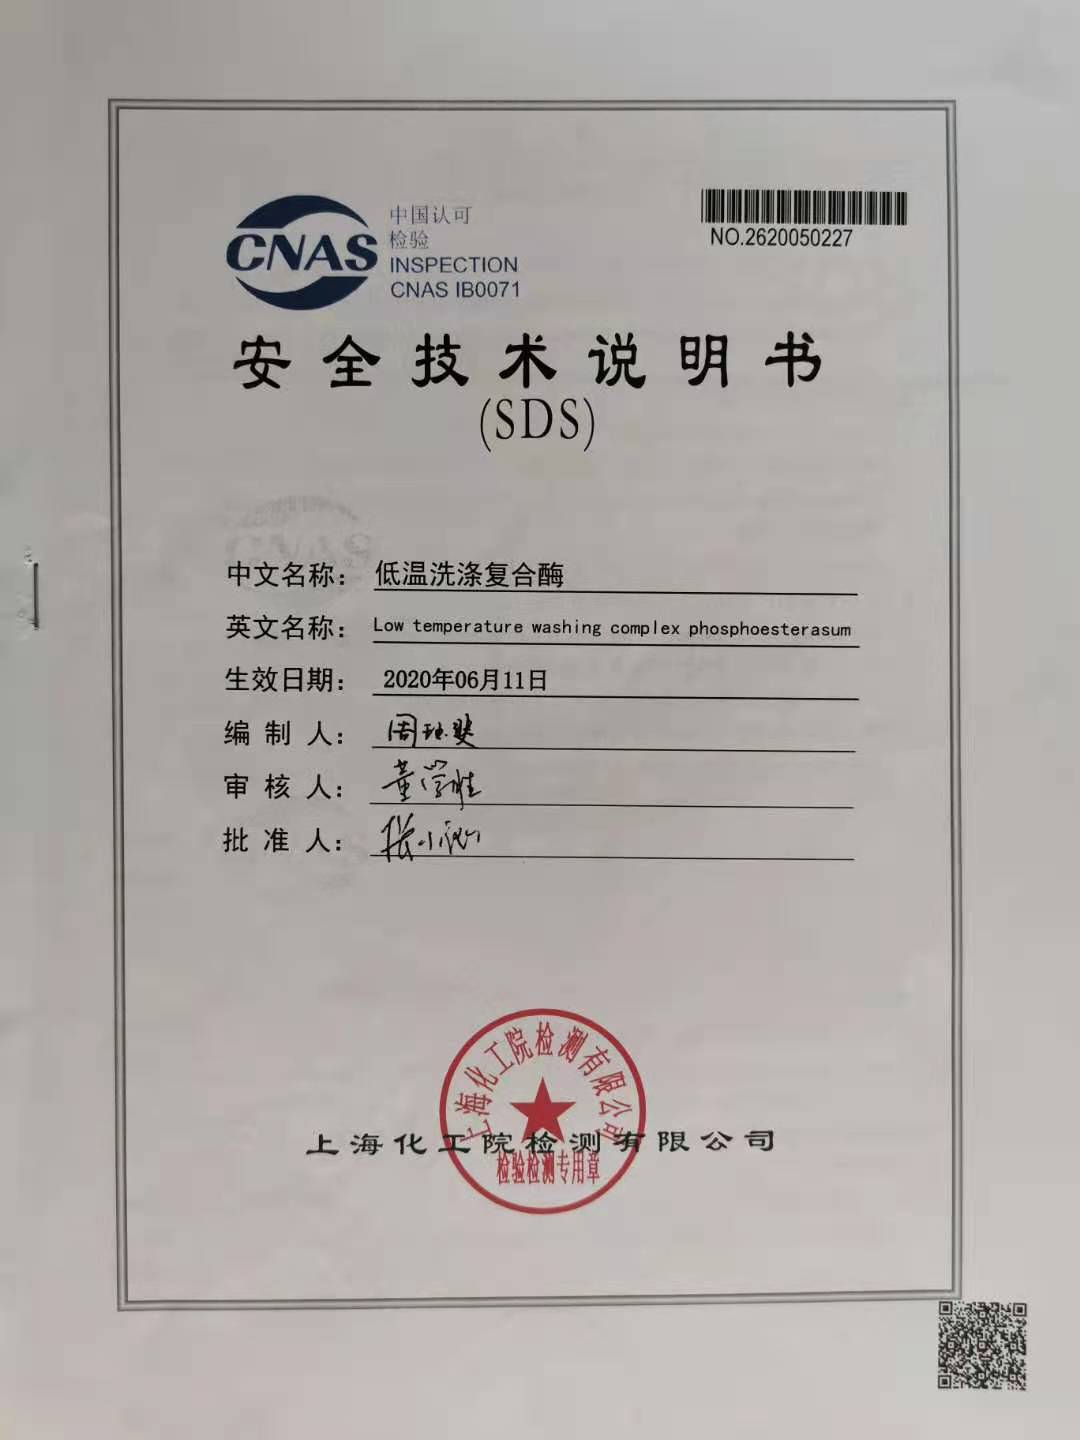 CNAS
中国认可
检验
INSPECTION
CNAS IB0071
NO.2620050227
安全技术说明书
(SDS)
中文名称：低温洗涤复合酶
英文名称：Low temperature washing complex phosphoesterasum
生效日期：2020年06月11日
编 制 人：
审 核 人：
批 准 人：
上海化工院检测有限公司
上海化工院检测有限公司
检验检测专用章